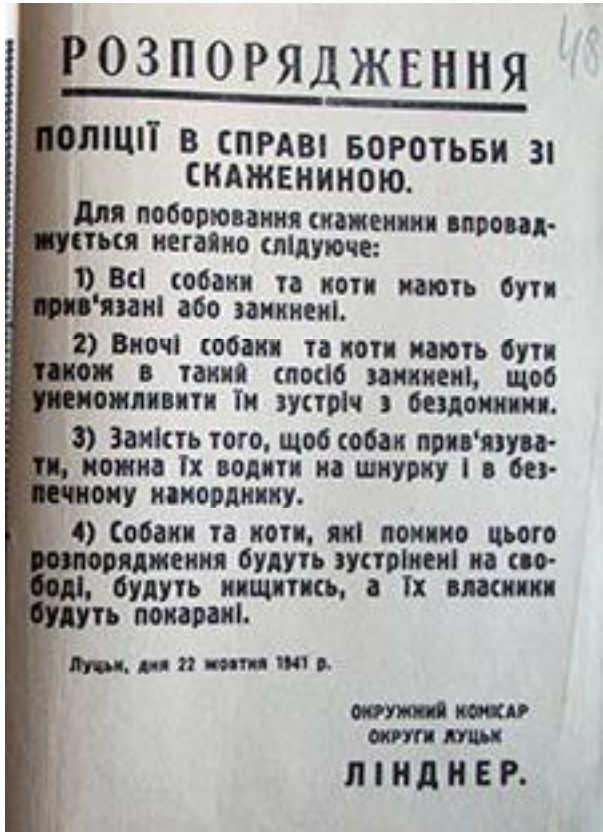 48
РОЗПОРЯДЖЕННЯ
ПОЛІЦІЇ В СПРАВІ БОРОТЬБИ ЗІ
СКАЖЕНИНОЮ.
Для поборювання скаженини впровад-
жується негайно слідуюче:
1) Всі собаки та коти мають бути
прив'язані або замкнені.
2) Вночі собаки та коти мають бути
також в такий спосіб замкнені, щоб
унеможливити їм зустріч з бездомними.
3) Замість того, щоб собак прив'язува-
ти, можна їх водити на шнурку і в без-
печному наморднику.
4) Собаки та коти, які помимо цього
розпорядження будуть зустрінені на сво-
боді, будуть нищитись, а їх власники
будуть покарані.
Луцьк, дня 22 жовтня 1941 р.
ОКРУЖНИЙ КОМІСАР
ОКРУГИ ЛУЦЬК
ЛІНДНЕР.